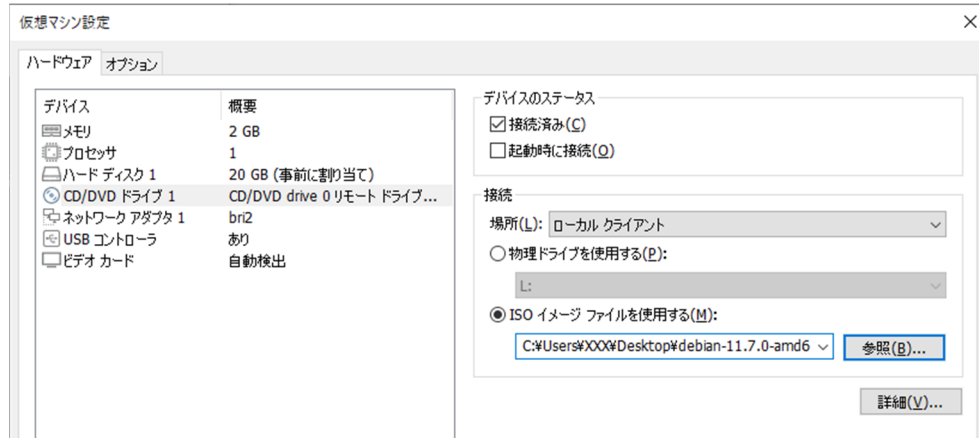 仮想マシン設定
ハードウェア オプション
デバイス 概要
メモリ 2 GB
プロセッサ 1
ハード ディスク 1 20 GB (事前に割り当て)
CD/DVD ドライブ 1 CD/DVD drive 0 リモート ドライブ...
ネットワーク アダプタ 1 bri2
USB コントローラ あり
ビデオ カード 自動検出
デバイスのステータス
接続済み(C)
起動時に接続(O)
接続
場所(L): ローカル クライアント
物理ドライブを使用する(P):
L:
ISO イメージ ファイルを使用する(M):
C:¥Users¥XXX¥Desktop¥debian-11.7.0-amd6 参照(B)...
詳細(V)...